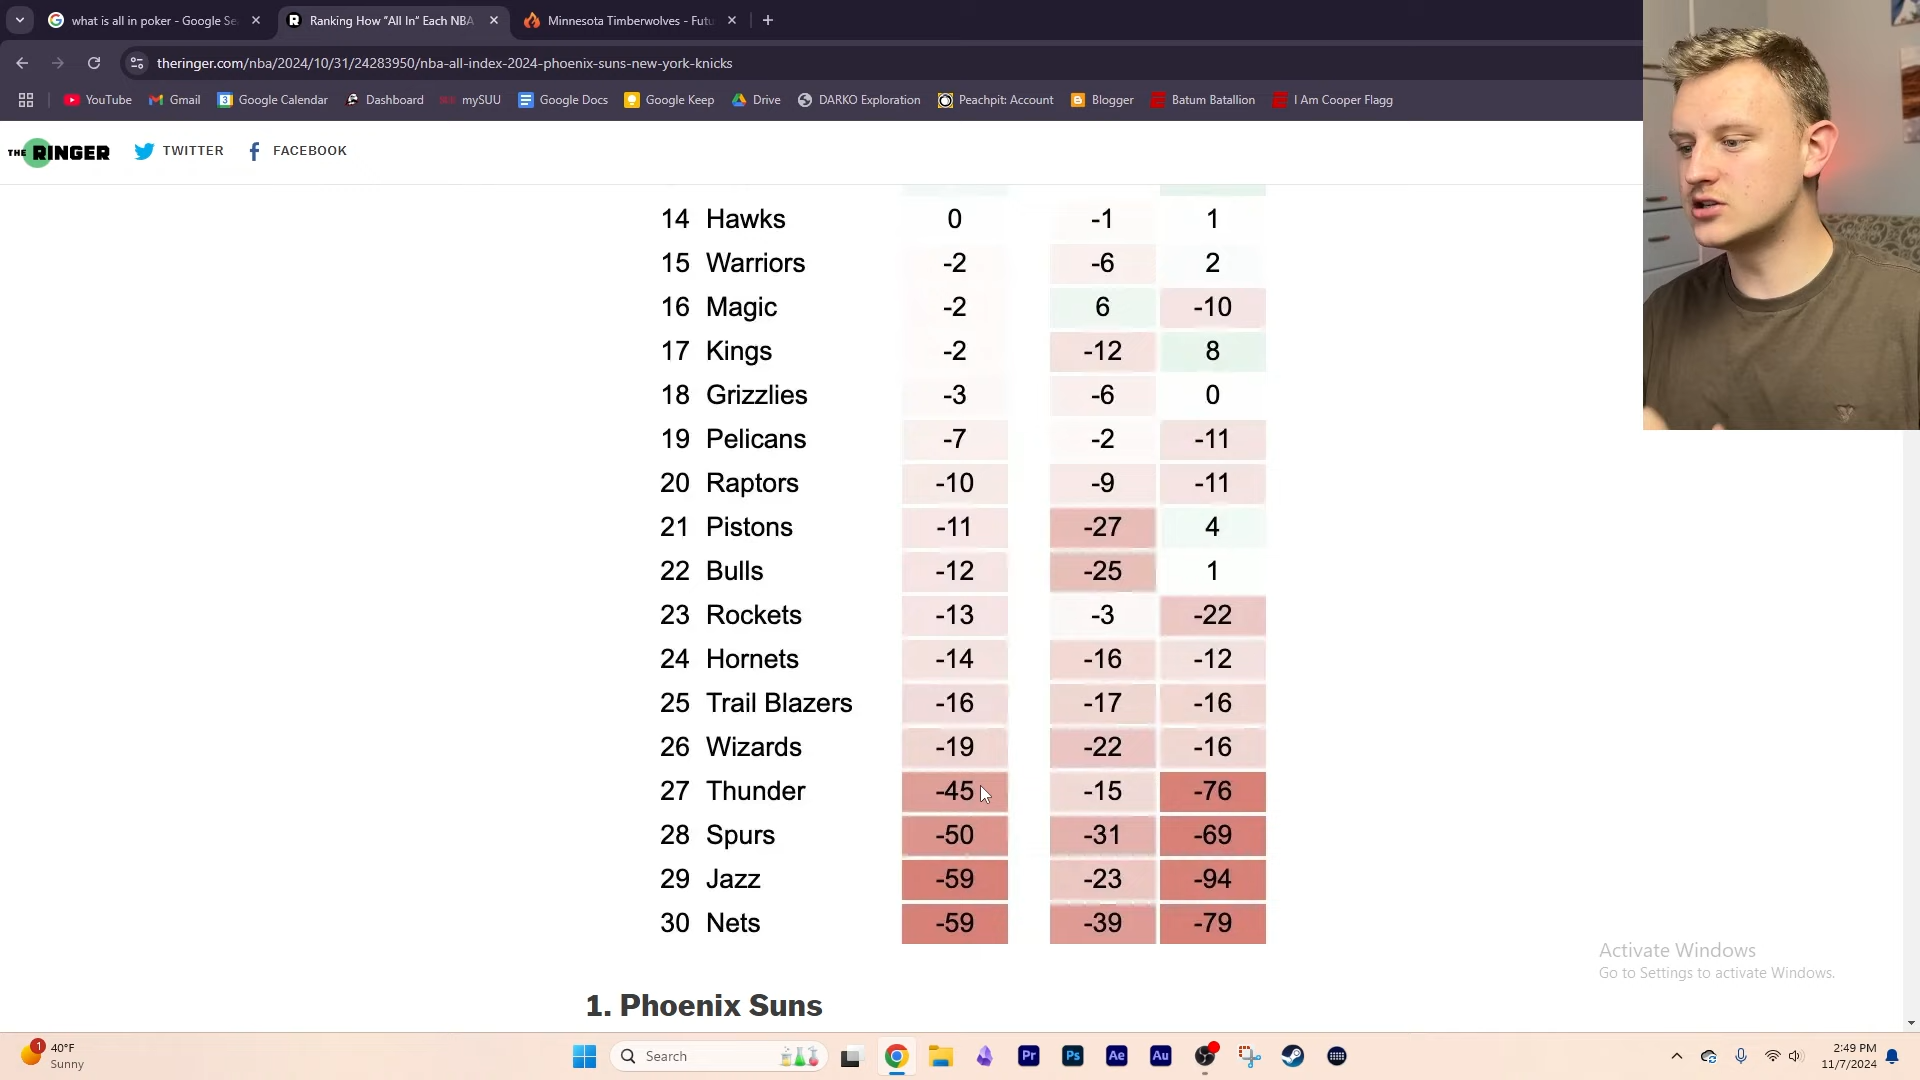 what is all in poker - Google Se
Ranking How "All In" Each NBA
Minnesota Timberwolves - Futu
theringer.com/nba/2024/10/31/24283950/nba-all-index-2024-phoenix-suns-new-york-knicks
YouTube
Gmail
Google Calendar
Dashboard
mySUU
Google Docs
Google Keep
Drive
DARKO Exploration
Peachpit: Account
Blogger
Batum Batallion
I Am Cooper Flagg
THE RINGER
TWITTER
FACEBOOK
14 Hawks 0 -1 1
15 Warriors -2 -6 2
16 Magic -2 6 -10
17 Kings -2 -12 8
18 Grizzlies -3 -6 0
19 Pelicans -7 -2 -11
20 Raptors -10 -9 -11
21 Pistons -11 -27 4
22 Bulls -12 -25 1
23 Rockets -13 -3 -22
24 Hornets -14 -16 -12
25 Trail Blazers -16 -17 -16
26 Wizards -19 -22 -16
27 Thunder -45 -15 -76
28 Spurs -50 -31 -69
29 Jazz -59 -23 -94
30 Nets -59 -39 -79
Activate Windows
Go to Settings to activate Windows.
1. Phoenix Suns
1
40°F
Sunny
Search
Pr
Ps
Ae
Au
2:49 PM
11/7/2024